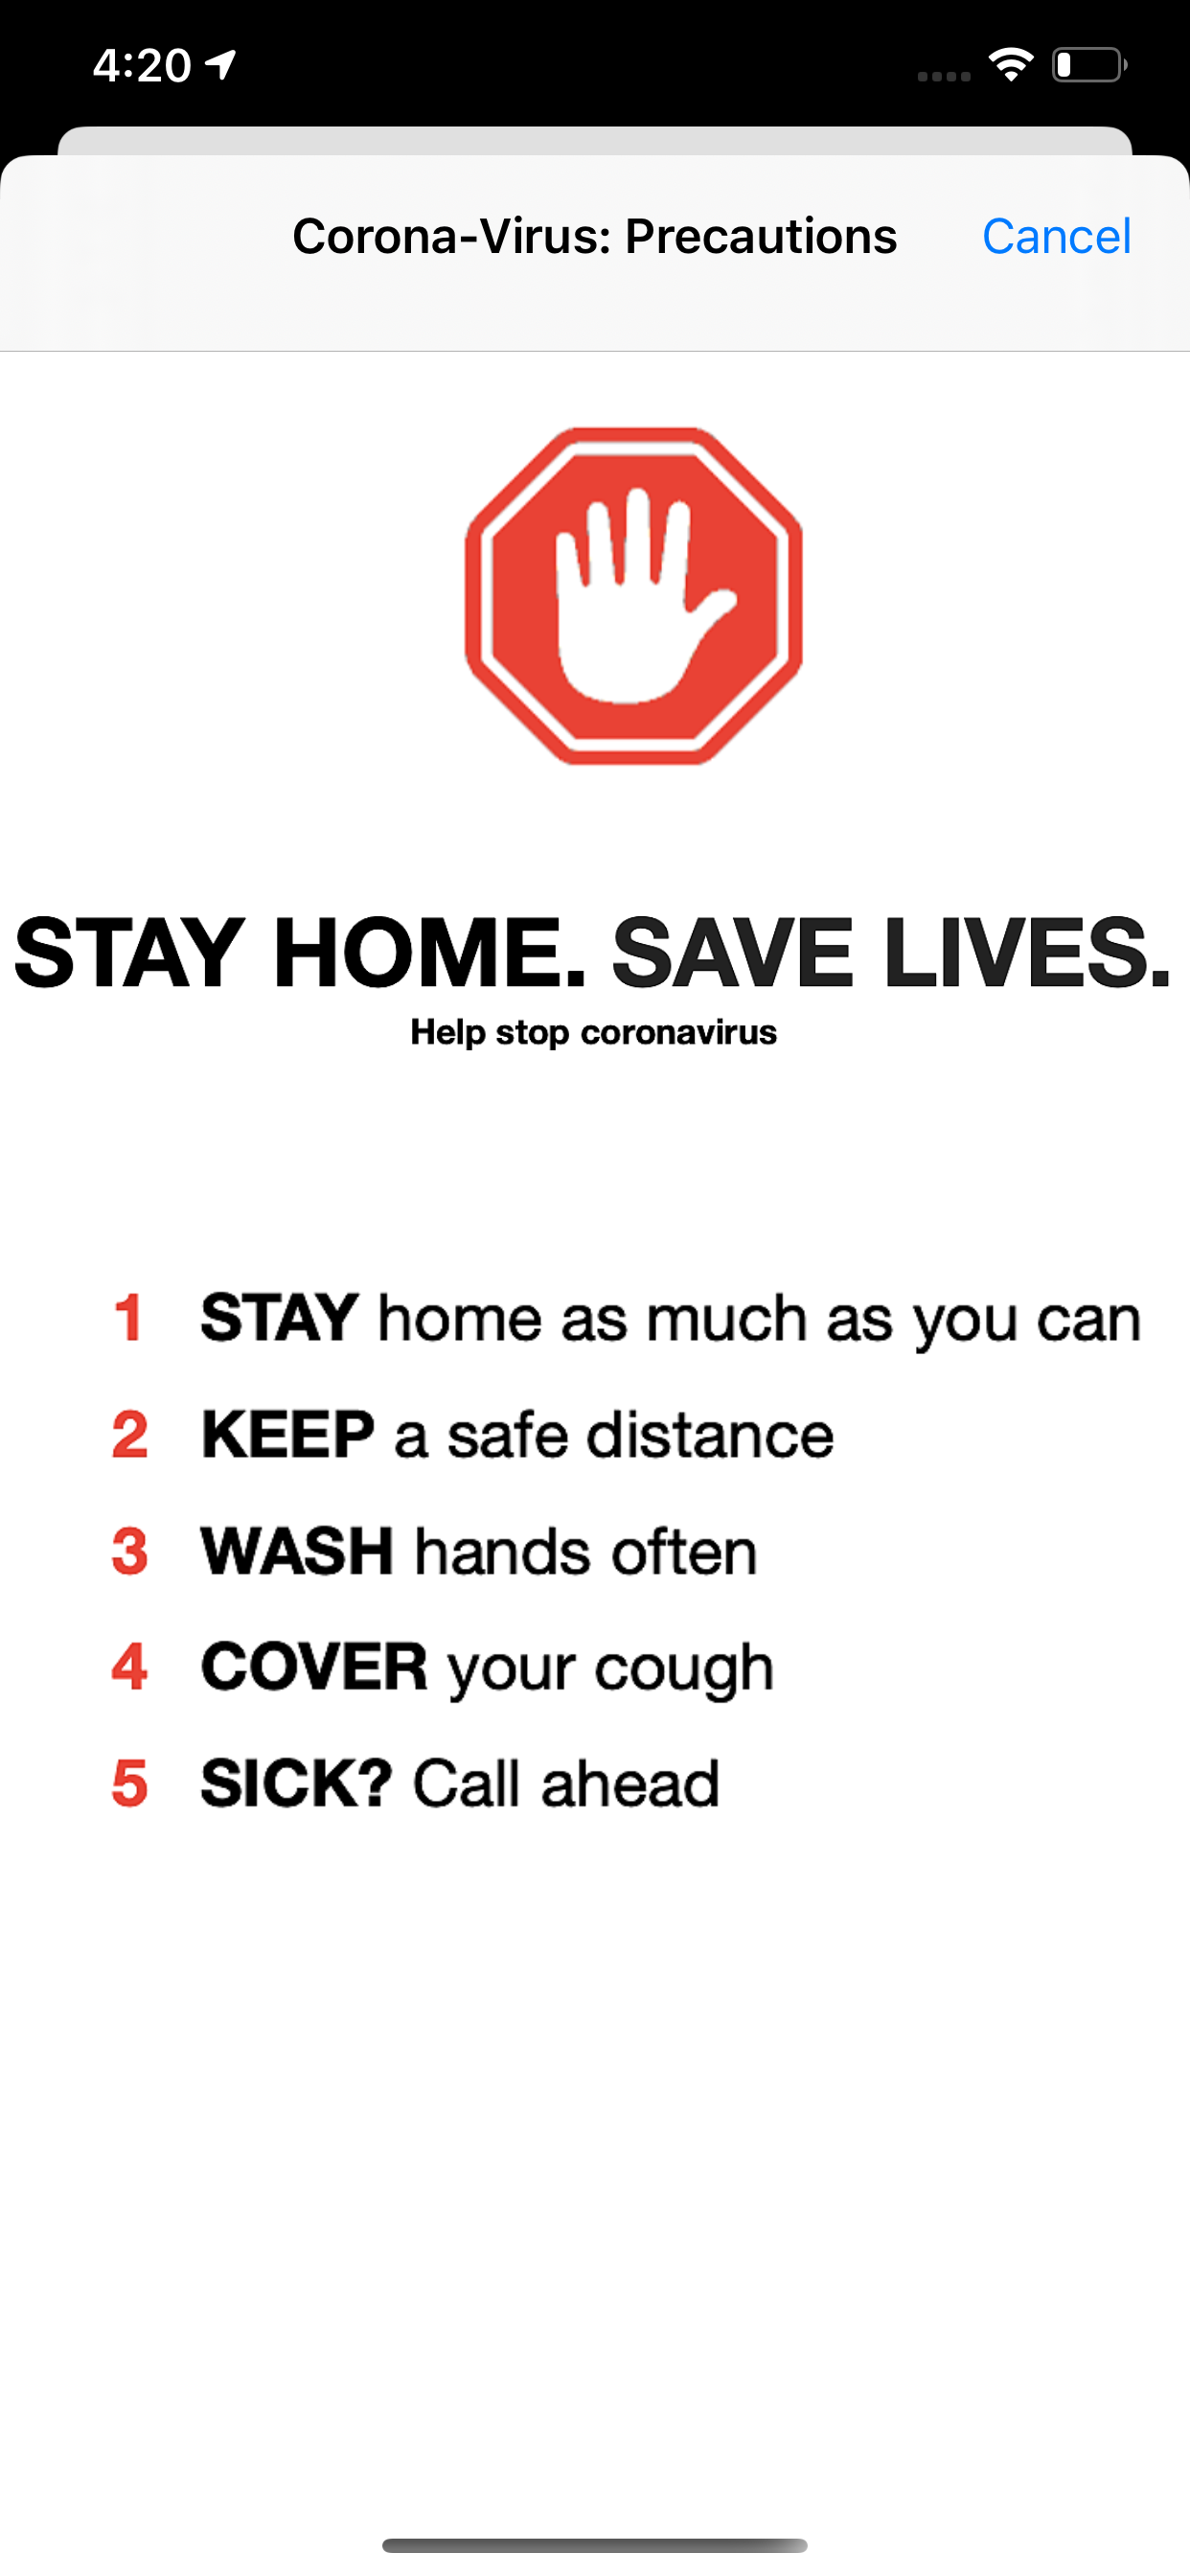 4:20
Corona-Virus: Precautions Cancel
STAY HOME. SAVE LIVES.
Help stop coronavirus
1 STAY home as much as you can
2 KEEP a safe distance
3 WASH hands often
4 COVER your cough
5 SICK? Call ahead